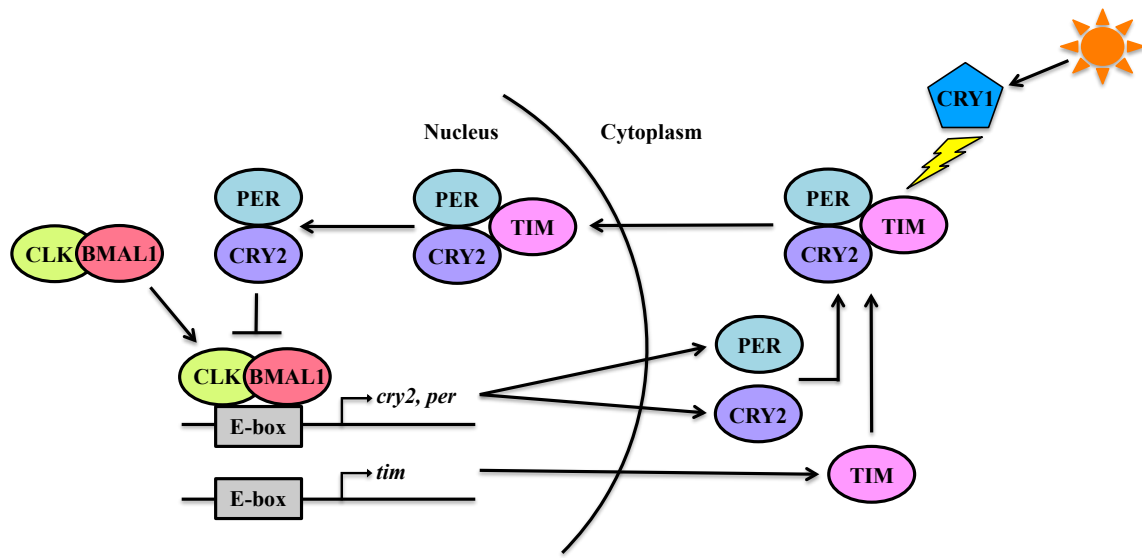 CRY1
Nucleus
Cytoplasm
PER
CRY2
PER
CRY2
TIM
PER
CRY2
TIM
CLK
BMAL1
CLK
BMAL1
E-box
cry2, per
PER
CRY2
E-box
tim
TIM